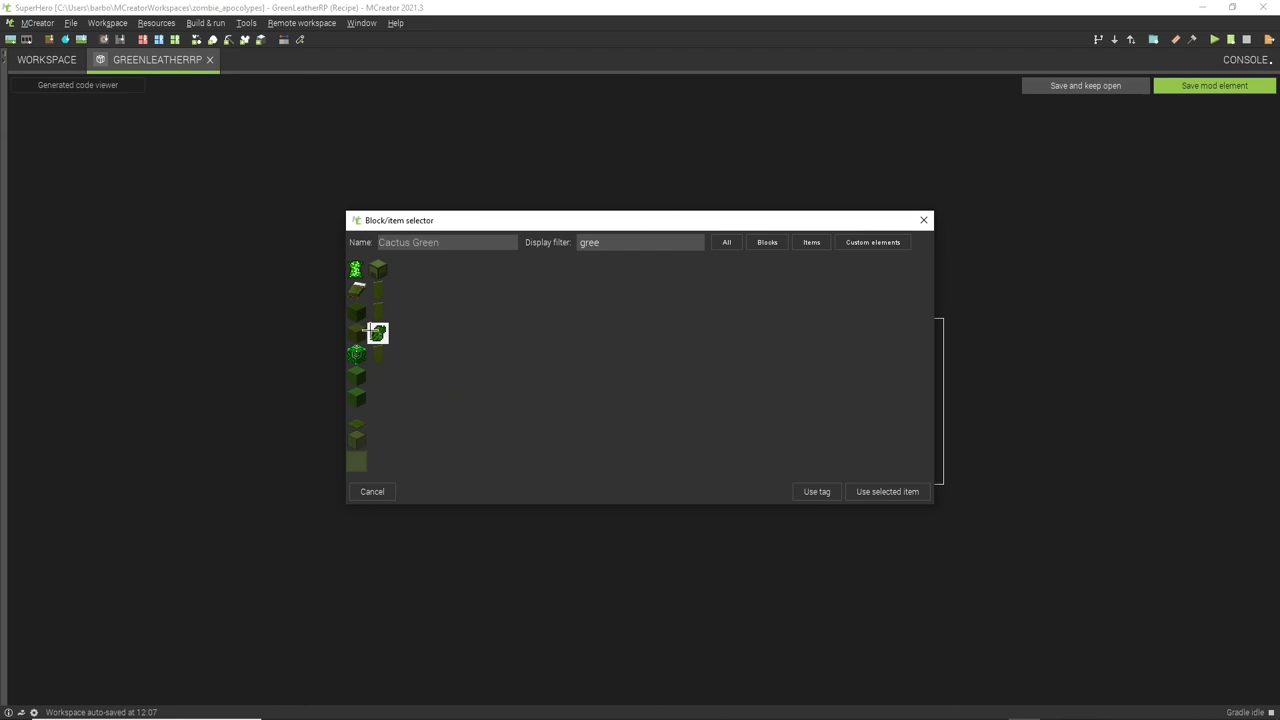 SuperHero [C:\Users\barbo\MCreatorWorkspaces\zombie_apocolypes] - GreenLeatherRP (Recipe) - MCreator 2021.3
MCreator File Workspace Resources Build & run Tools Remote workspace Window Help
WORKSPACE GREENLEATHERRP CONSOLE
Generated code viewer Save and keep open Save mod element
Block/item selector
Name: Cactus Green Display filter: gree All Blocks Items Custom elements
Cancel Use tag Use selected item
Workspace auto-saved at 12:07 Gradle idle